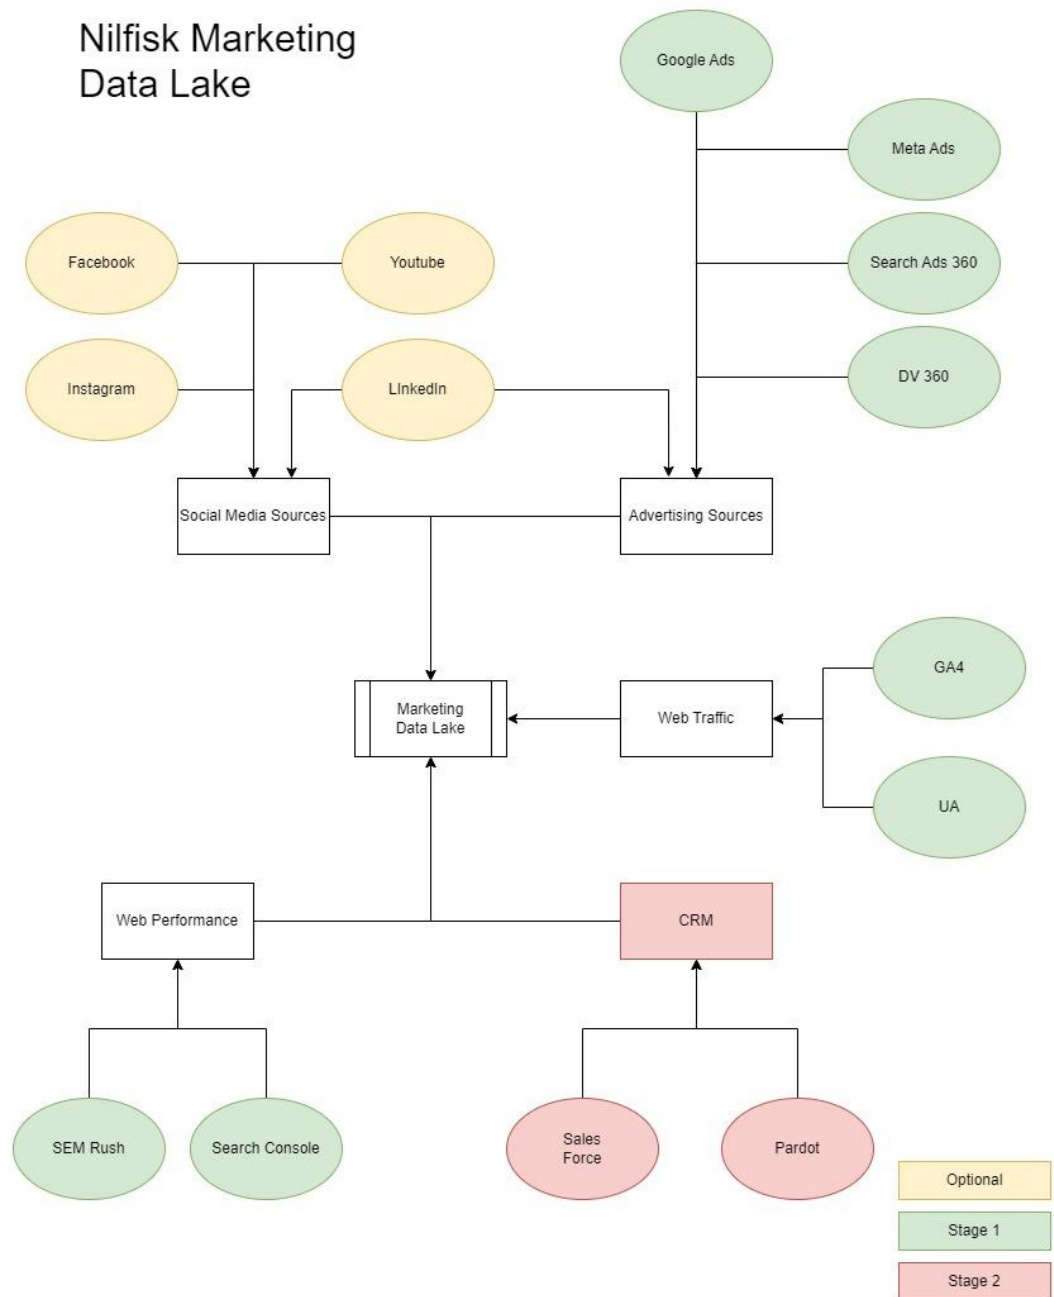 Nilfisk Marketing
Data Lake
Google Ads
Meta Ads
Facebook
Youtube
Search Ads 360
Instagram
LInkedIn
DV 360
Social Media Sources
Advertising Sources
GA4
Marketing
Data Lake
Web Traffic
UA
Web Performance
CRM
SEM Rush
Search Console
Sales
Force
Pardot
Optional
Stage 1
Stage 2